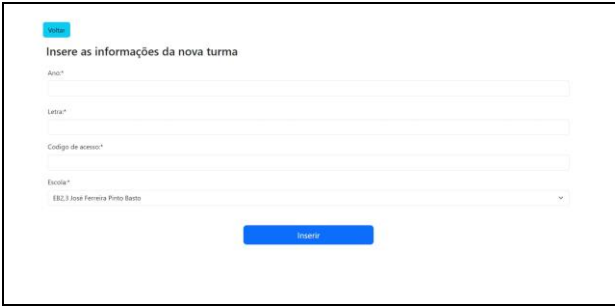 Voltar
Insere as informações da nova turma
Ano:*
Letra:*
Codigo de acesso:*
Escola:*
EB2,3 José Ferreira Pinto Basto
Inserir